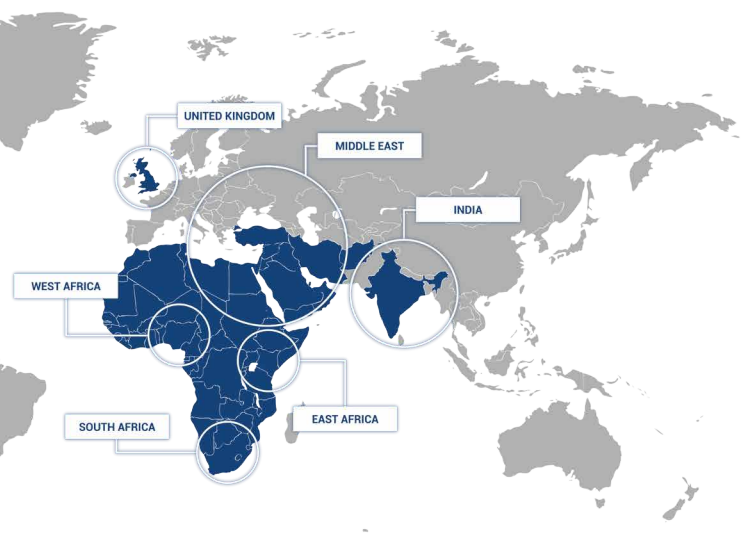 UNITED KINGDOM
MIDDLE EAST
INDIA
WEST AFRICA
EAST AFRICA
SOUTH AFRICA